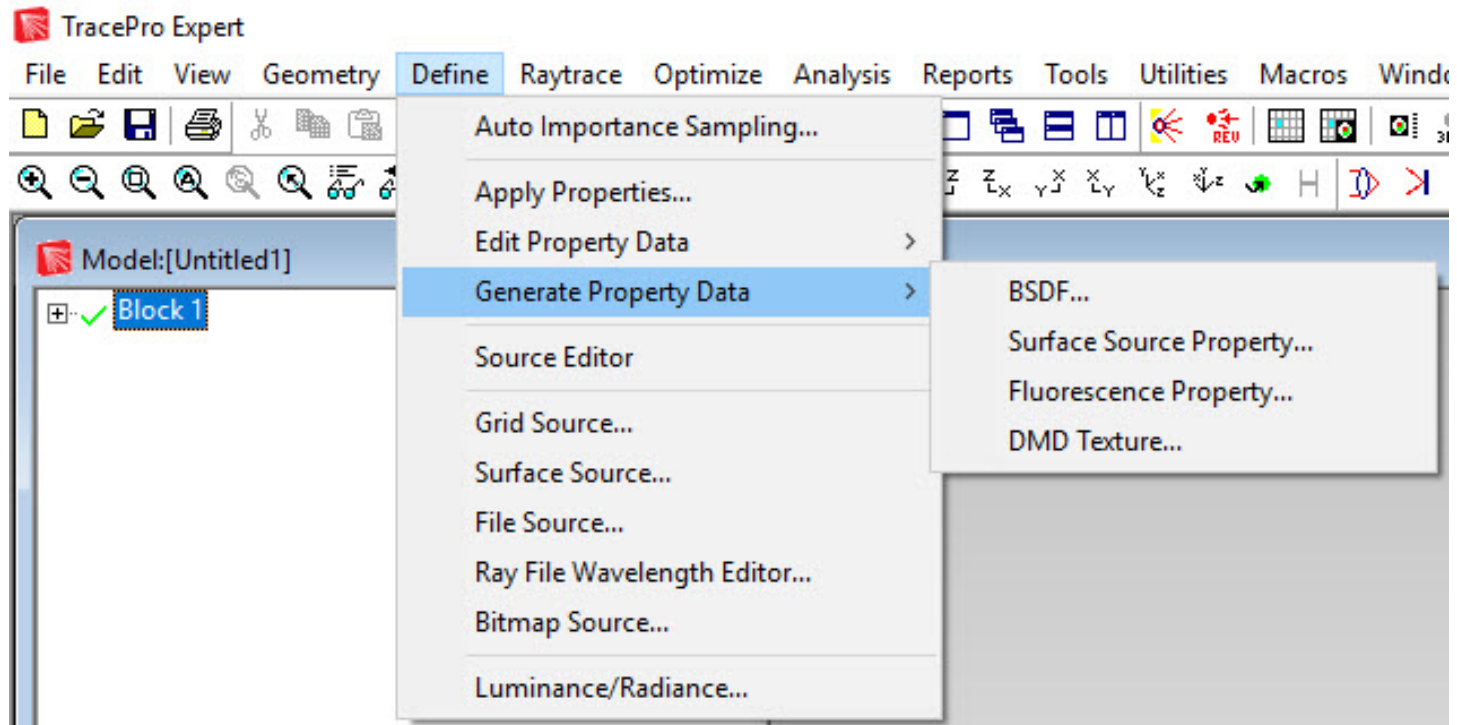 TracePro Expert
File Edit View Geometry Define Raytrace Optimize Analysis Reports Tools Utilities Macros
REV
Model:[Untitled1]
Block 1
Auto Importance Sampling...
Apply Properties...
Edit Property Data
Generate Property Data
Source Editor
Grid Source...
Surface Source...
File Source...
Ray File Wavelength Editor...
Bitmap Source...
Luminance/Radiance...
BSDF...
Surface Source Property...
Fluorescence Property...
DMD Texture...